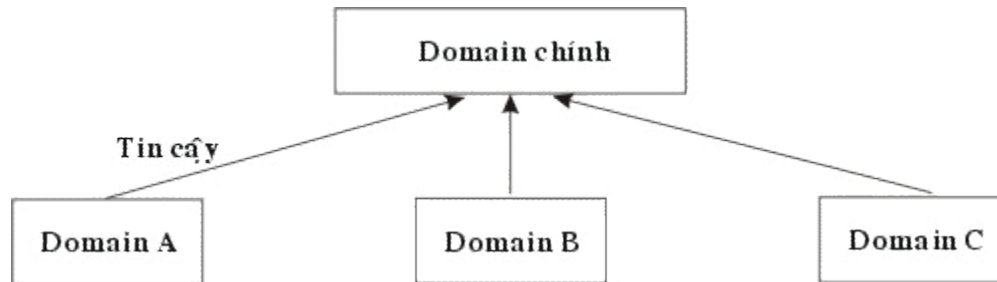 Domain chính
Tin cậy
Domain A
Domain B
Domain C